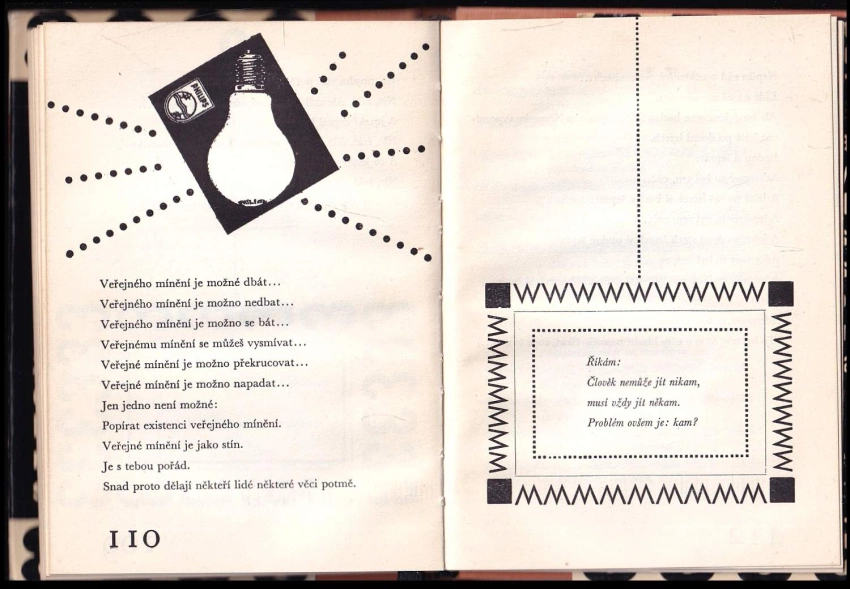 PHILIPS
Veřejného mínění je možné dbát...
Veřejného mínění je možno nedbat...
Veřejného mínění je možno se bát...
Veřejnému mínění se můžeš vysmívat...
Veřejné mínění je možno překrucovat...
Veřejné mínění je možno napadat...
Jen jedno není možné:
Popírat existenci veřejného mínění.
Veřejné mínění je jako stín.
Je s tebou pořád.
Snad proto dělají někteří lidé některé věci potmě.
110
Říkám:
Člověk nemůže jít nikam,
musí vždy jít někam.
Problém ovšem je: kam?